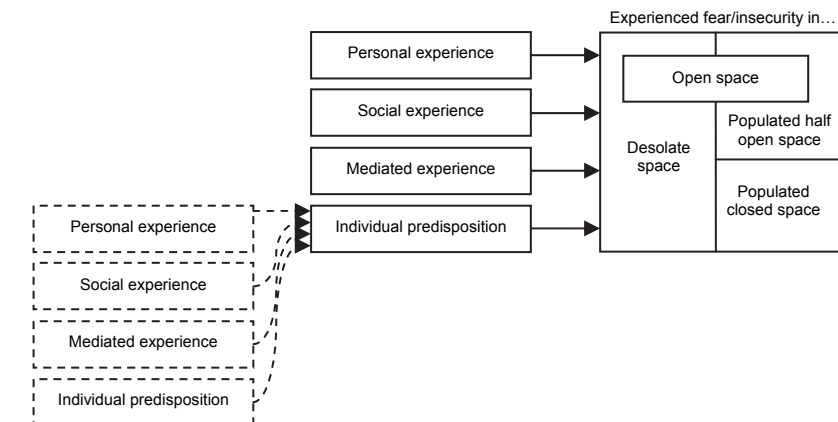 Experienced fear/insecurity in…
Personal experience
Social experience
Mediated experience
Individual predisposition
Open space
Desolate
space
Populated half
open space
Populated
closed space
Personal experience
Social experience
Mediated experience
Individual predisposition